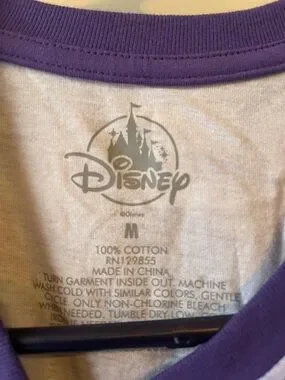 Disney
©Disney
M
100% COTTON
RN129855
MADE IN CHINA
TURN GARMENT INSIDE OUT. MACHINE
WASH COLD WITH SIMILAR COLORS, GENTLE
CYCLE. ONLY NON-CHLORINE BLEACH
WHEN NEEDED. TUMBLE DRY LOW.